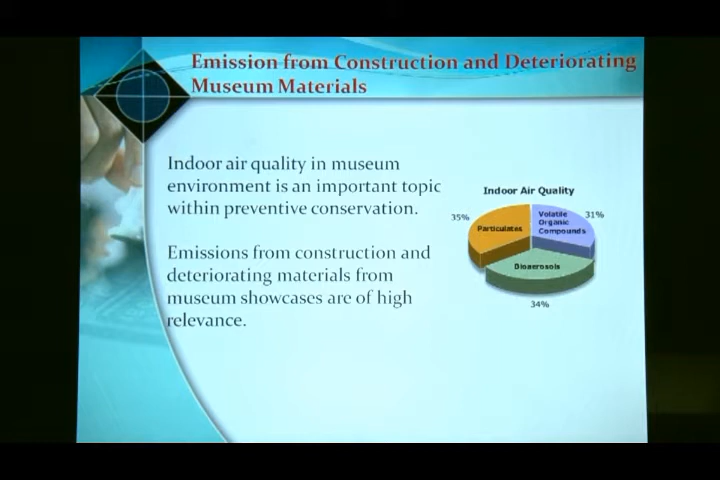 Emission from Construction and Deteriorating
Museum Materials
Indoor air quality in museum
environment is an important topic
within preventive conservation.
Emissions from construction and
deteriorating materials from
museum showcases are of high
relevance.
Indoor Air Quality
35%
Particulates
Volatile
Organic
Compounds
31%
Bioaerosols
34%